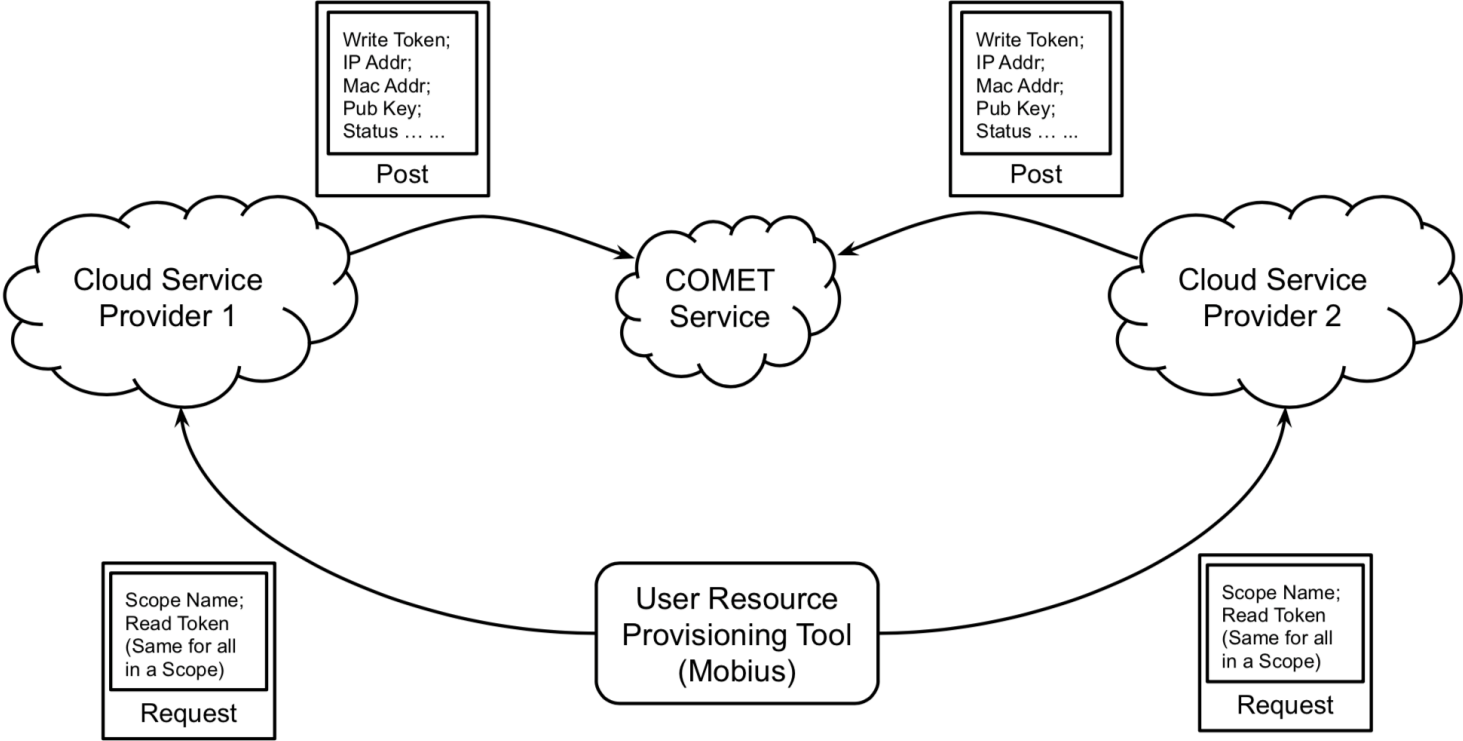 Write Token;
IP Addr;
Mac Addr;
Pub Key;
Status … ...
Post
Write Token;
IP Addr;
Mac Addr;
Pub Key;
Status … ...
Post
Cloud Service
Provider 1
COMET
Service
Cloud Service
Provider 2
Scope Name;
Read Token
(Same for all
in a Scope)
Request
User Resource
Provisioning Tool
(Mobius)
Scope Name;
Read Token
(Same for all
in a Scope)
Request